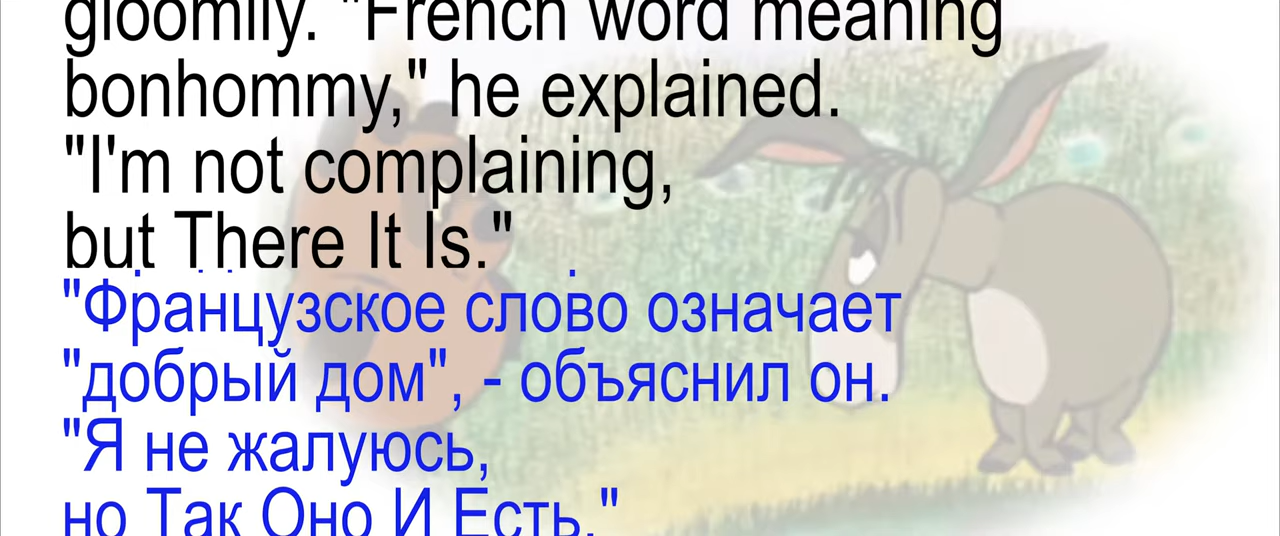 gloomily. "French word meaning
bonhommy," he explained.
"I'm not complaining,
but There It Is."
"Французское слово означает
"добрый дом", - объяснил он.
"Я не жалуюсь,
но Так Оно И Есть."